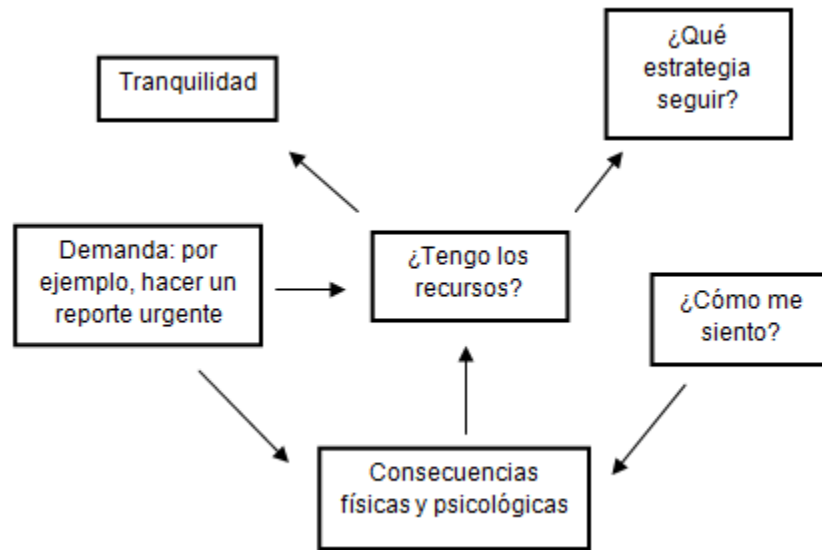 ¿Qué
estrategia
seguir?
Tranquilidad
Demanda: por
ejemplo, hacer un
reporte urgente
¿Tengo los
recursos?
¿Cómo me
siento?
Consecuencias
físicas y psicológicas